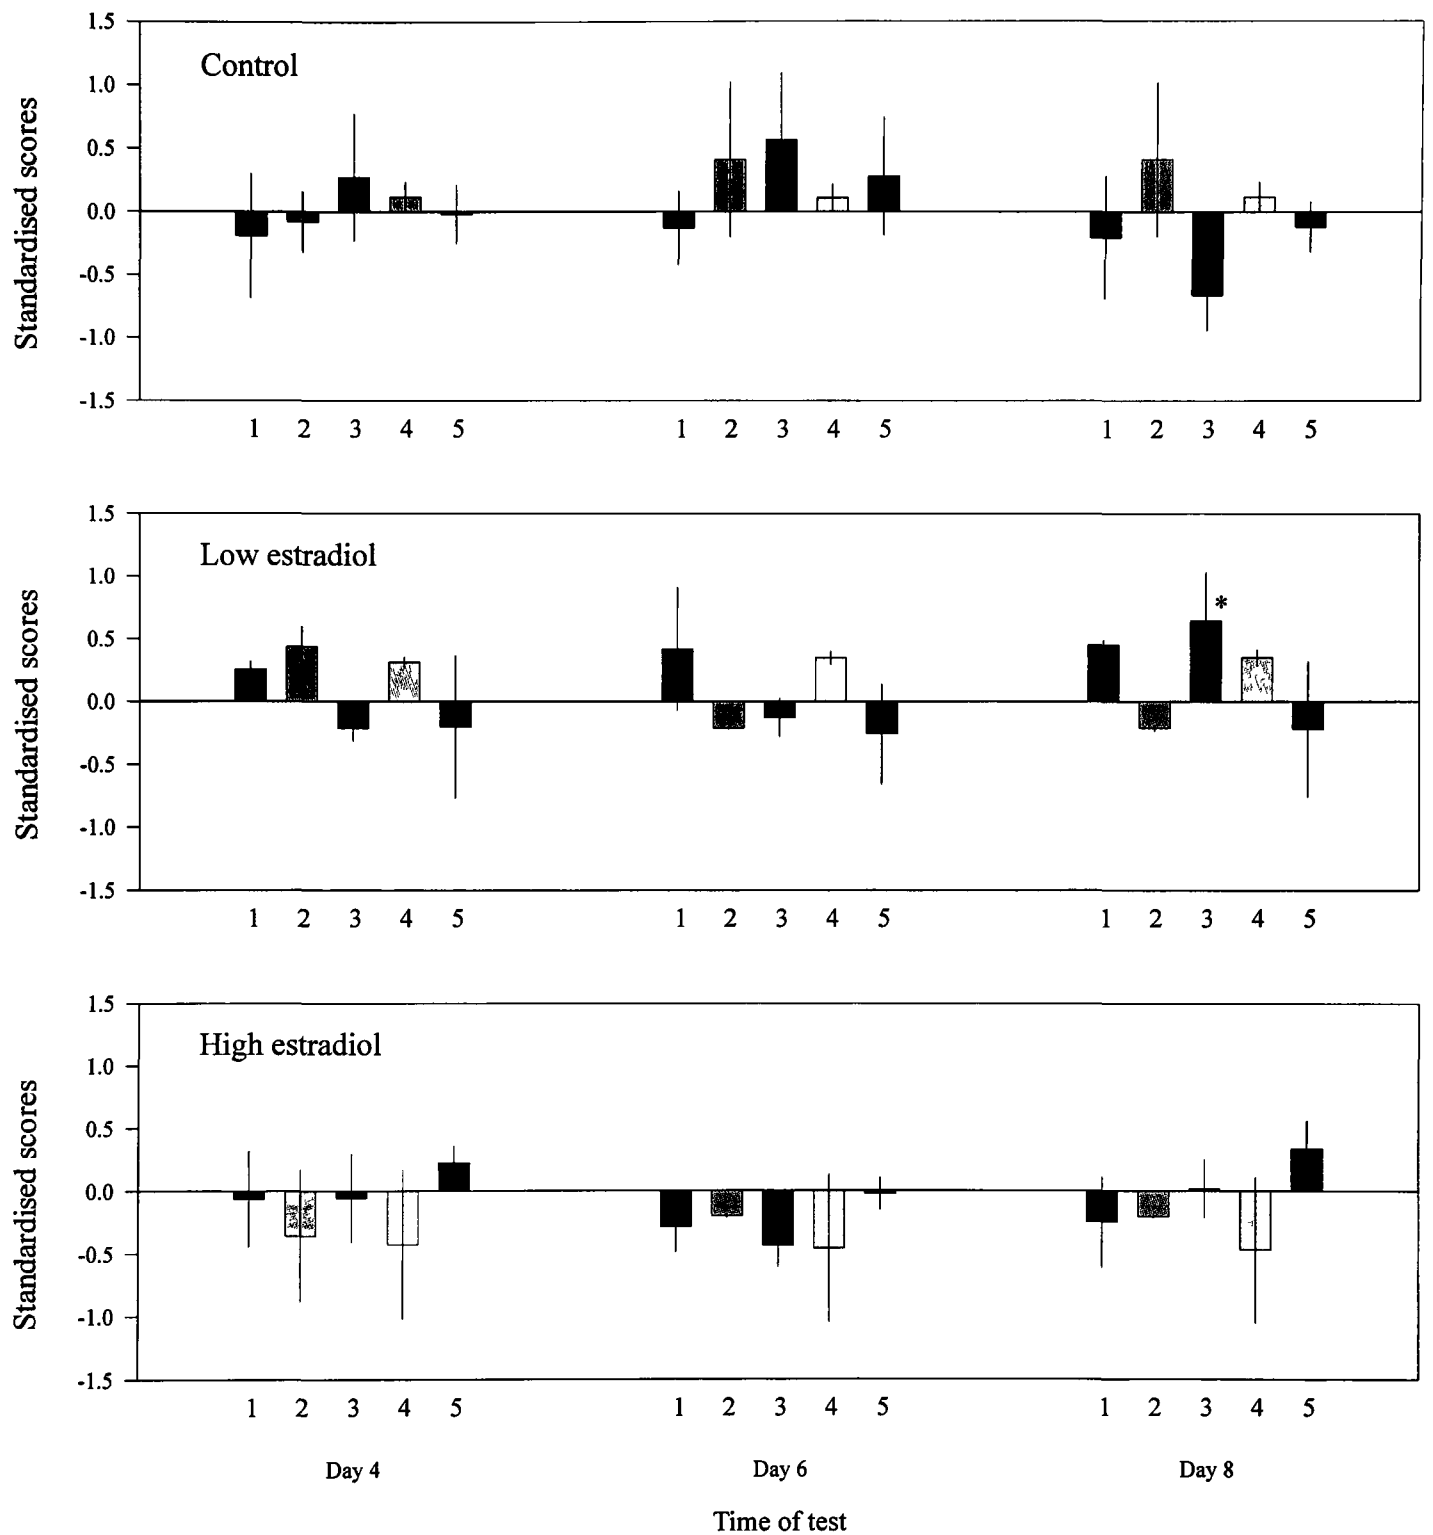 Control
Standardised scores
1.5
1.0
0.5
0.0
-0.5
-1.0
-1.5
1 2 3 4 5 1 2 3 4 5 1 2 3 4 5
Low estradiol
Standardised scores
1.5
1.0
0.5
0.0
-0.5
-1.0
-1.5
*
1 2 3 4 5 1 2 3 4 5 1 2 3 4 5
High estradiol
Standardised scores
1.5
1.0
0.5
0.0
-0.5
-1.0
-1.5
1 2 3 4 5 1 2 3 4 5 1 2 3 4 5
Day 4 Day 6 Day 8
Time of test